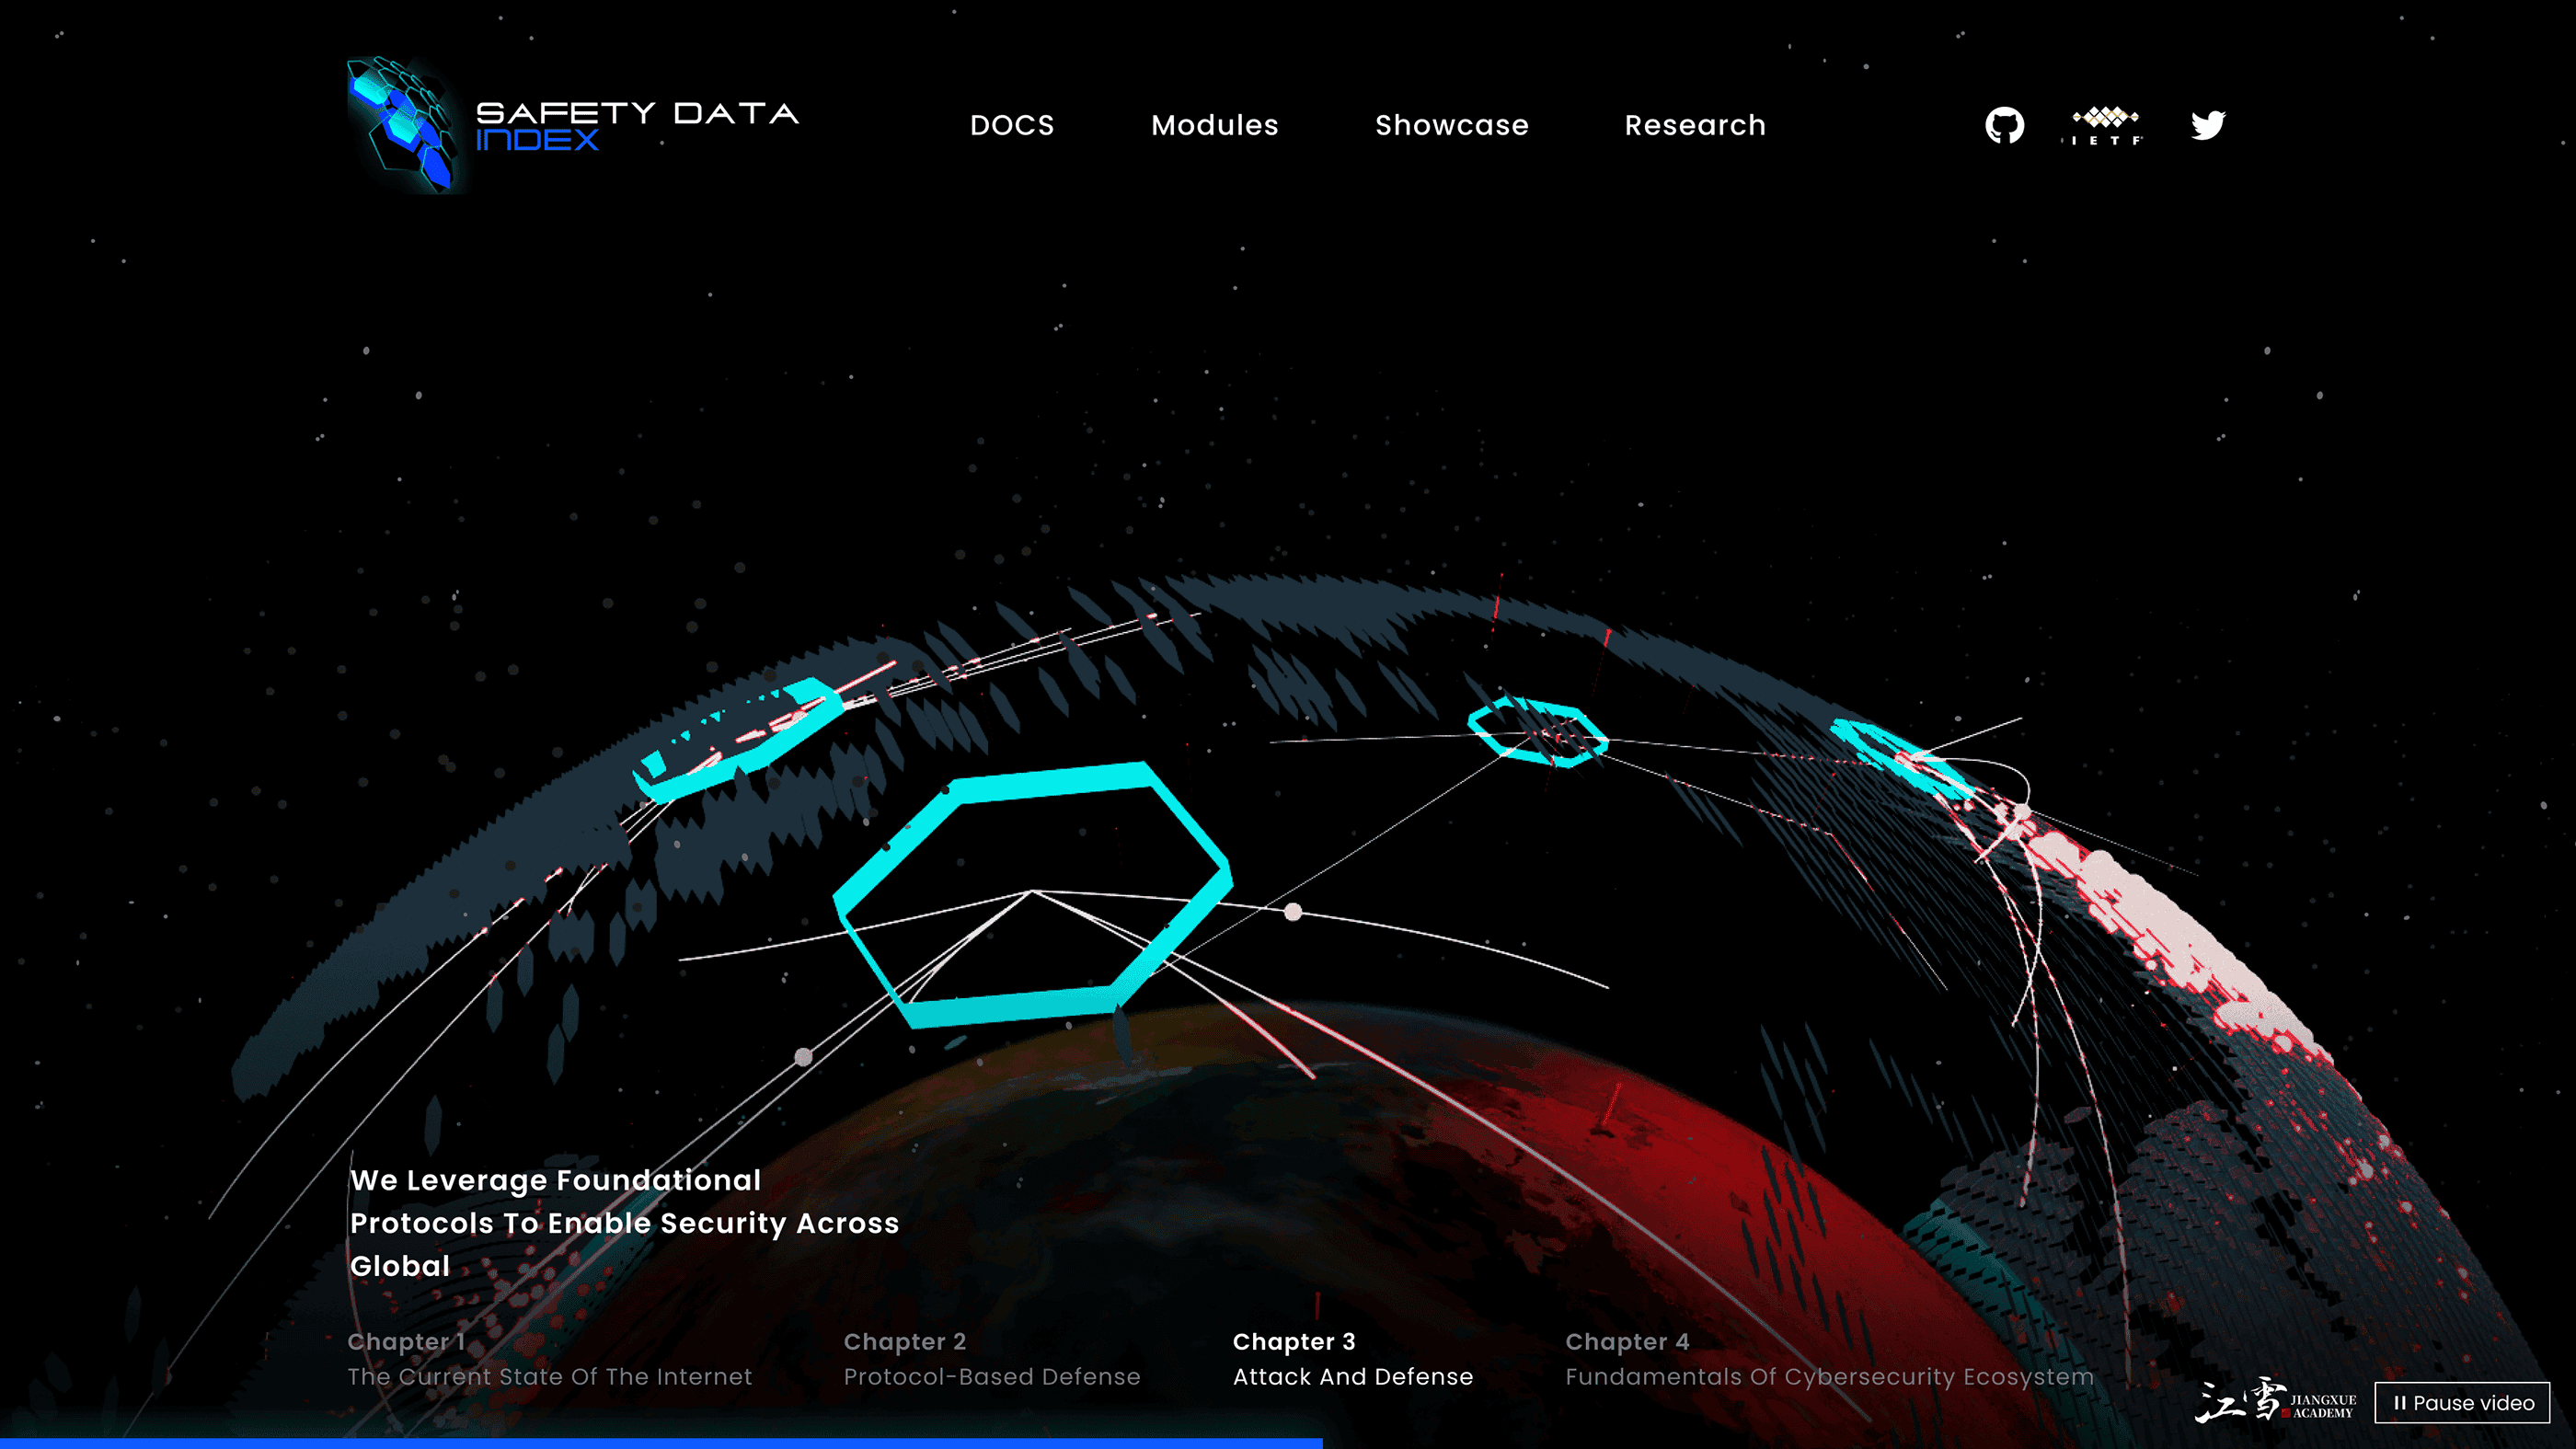 SAFETY DATA
INDEX
DOCS
Modules
Showcase
Research
IETF
We Leverage Foundational
Protocols To Enable Security Across
Global
Chapter 1
The Current State Of The Internet
Chapter 2
Protocol-Based Defense
Chapter 3
Attack And Defense
Chapter 4
Fundamentals Of Cybersecurity Ecosystem
江雪
JIANGXUE
ACADEMY
Pause video